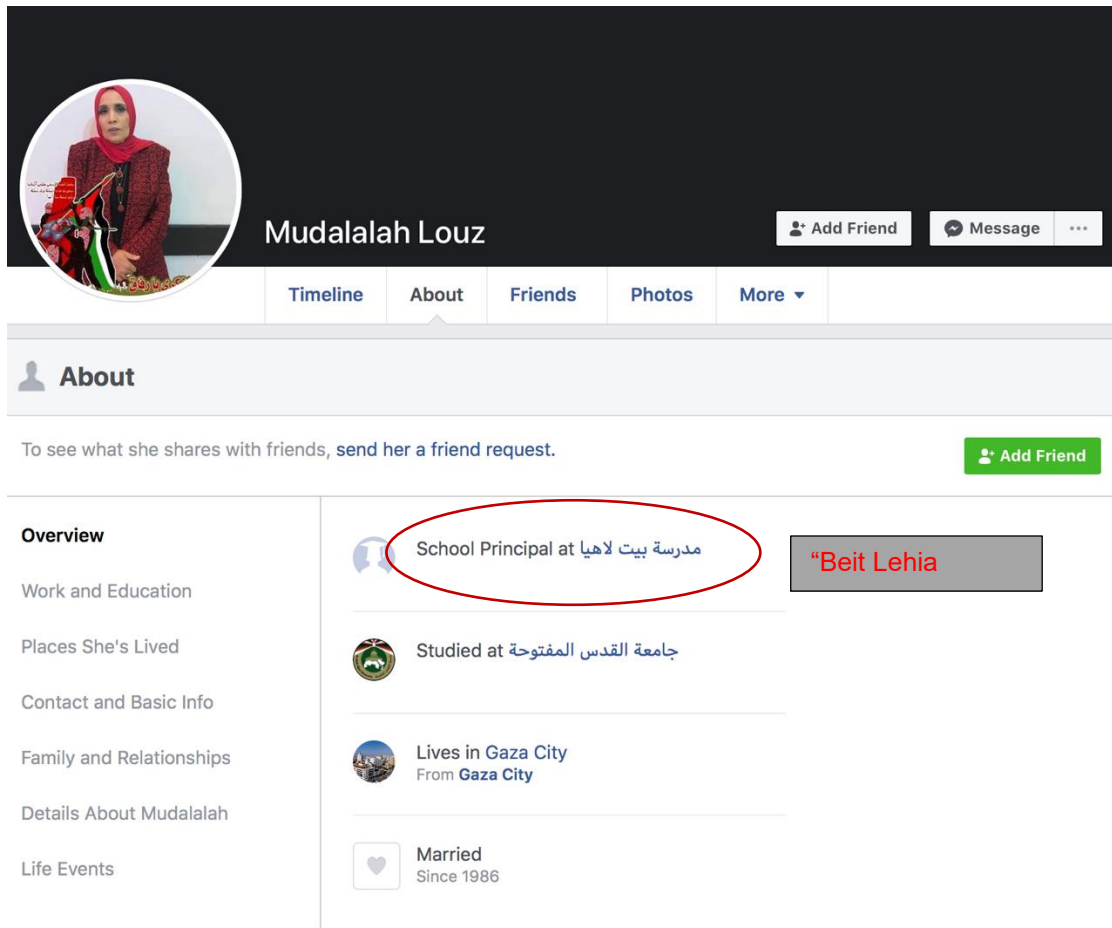 Mudalalah Louz
Add Friend
Message
Timeline
About
Friends
Photos
More
About
To see what she shares with friends, send her a friend request.
Add Friend
Overview
Work and Education
Places She's Lived
Contact and Basic Info
Family and Relationships
Details About Mudalalah
Life Events
School Principal at مدرسة بيت لاهيا
“Beit Lehia
Studied at جامعة القدس المفتوحة
Lives in Gaza City
From Gaza City
Married
Since 1986